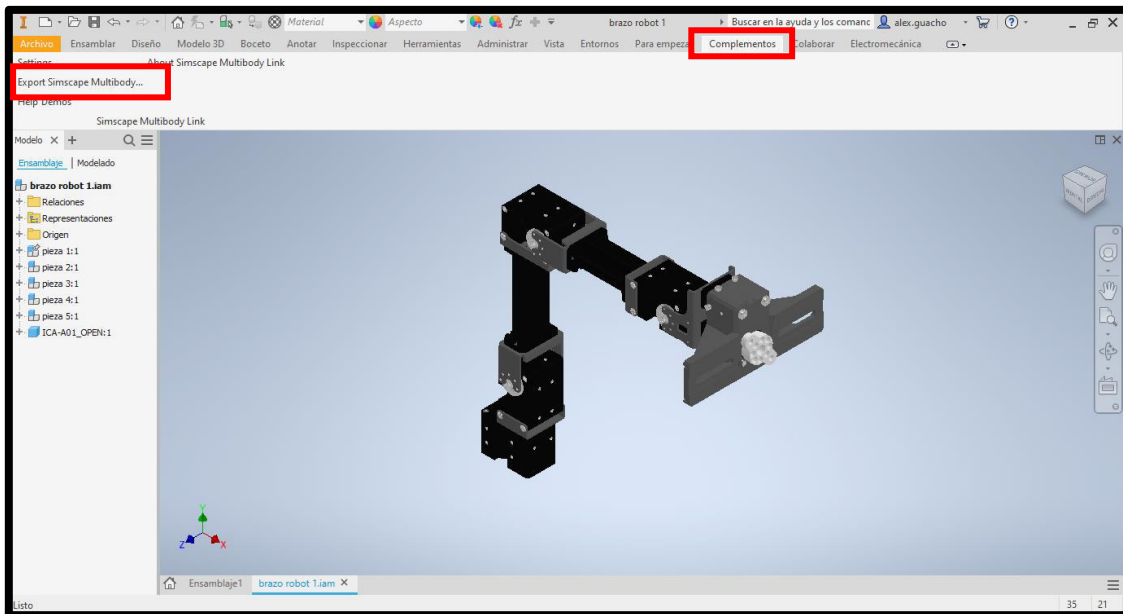 Material
Aspecto
fx
brazo robot 1
Buscar en la ayuda y los comanc
alex.guacho
Archivo Ensamblar Diseño Modelo 3D Boceto Anotar Inspeccionar Herramientas Administrar Vista Entornos Para empeza Complementos Colaborar Electromecánica
Settings About Simscape Multibody Link
Export Simscape Multibody...
Help Demos
Simscape Multibody Link
Modelo
Ensamblaje | Modelado
brazo robot 1.iam
Relaciones
Representaciones
Origen
pieza 1:1
pieza 2:1
pieza 3:1
pieza 4:1
pieza 5:1
ICA-A01_OPEN:1
Y
Z X
Ensamblaje1 brazo robot 1.iam
Listo 35 21